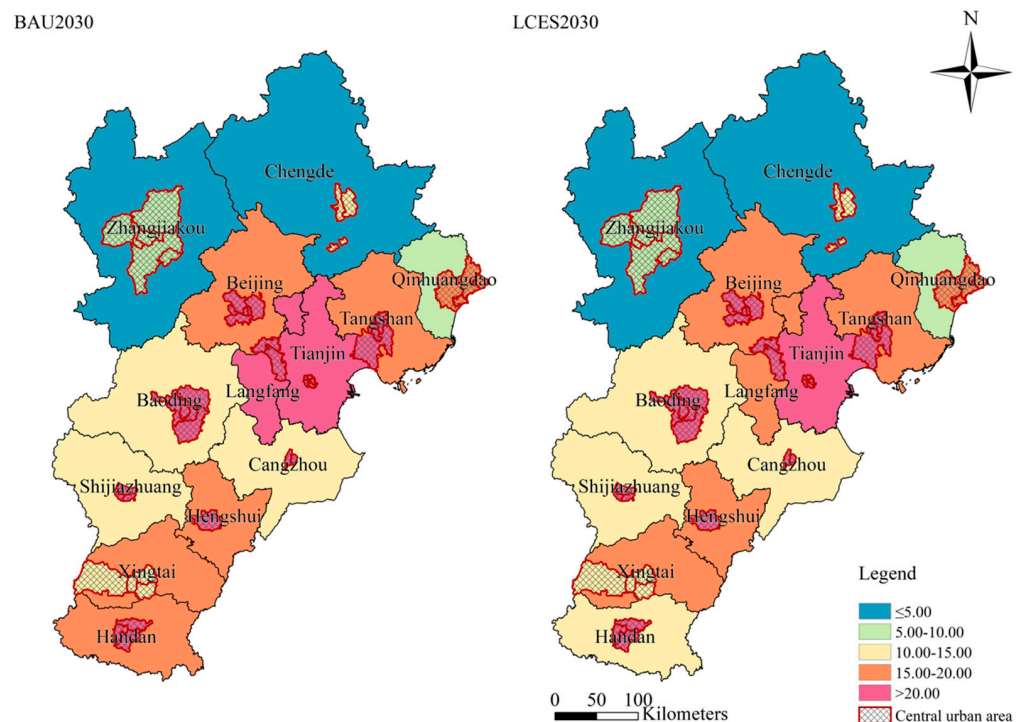 BAU2030
LCES2030
N
Chengde
Zhangjiakou
Beijing
Qinhuangdao
Tangshan
Tianjin
Langfang
Baoding
Cangzhou
Shijiazhuang
Hengshui
Xingtai
Handan
Chengde
Zhangjiakou
Beijing
Qinhuangdao
Tangshan
Tianjin
Langfang
Baoding
Cangzhou
Shijiazhuang
Hengshui
Xingtai
Handan
Legend
≤5.00
5.00-10.00
10.00-15.00
15.00-20.00
>20.00
Central urban area
0 50 100
Kilometers